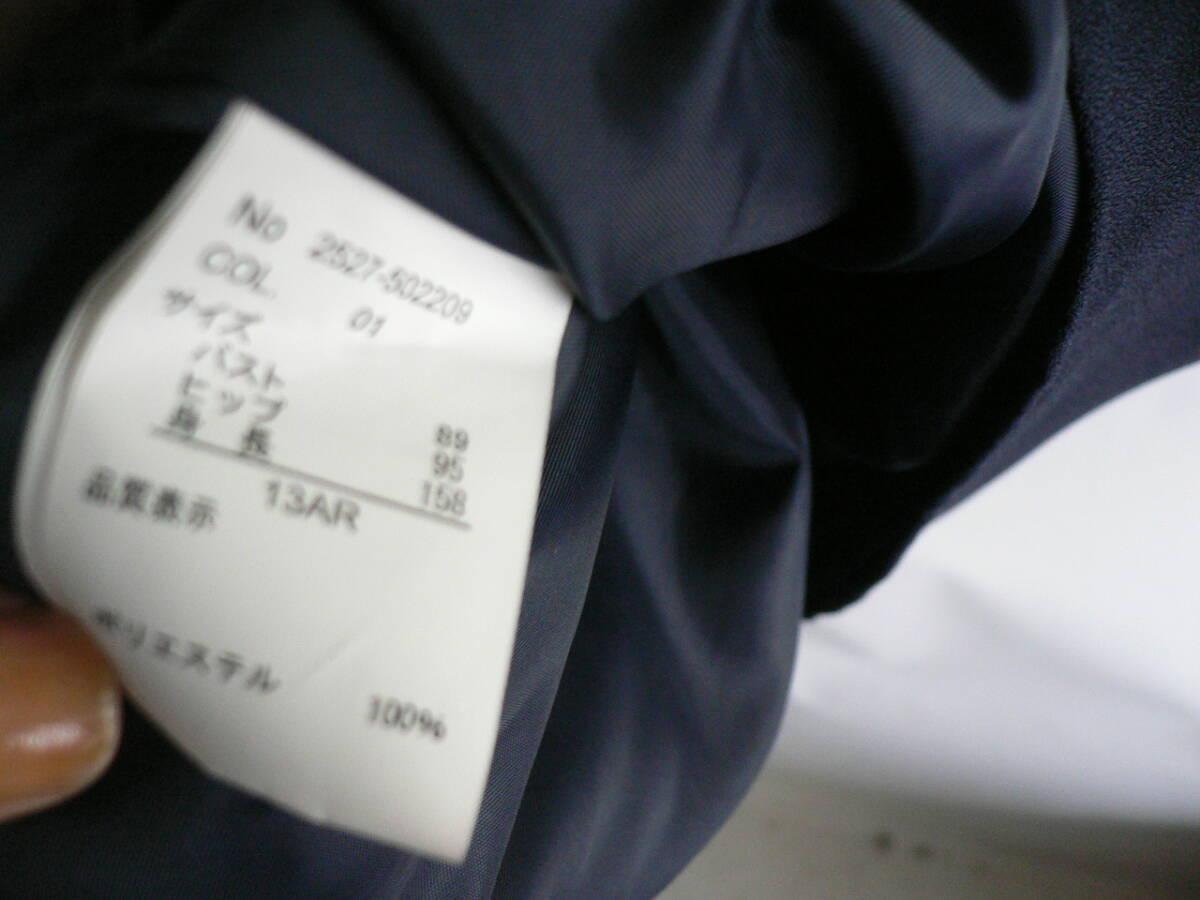 No 2527-502209
COL 01
サイズ
バスト 89
ヒップ 95
身長 158
13AR
品質表示
ポリエステル 100%